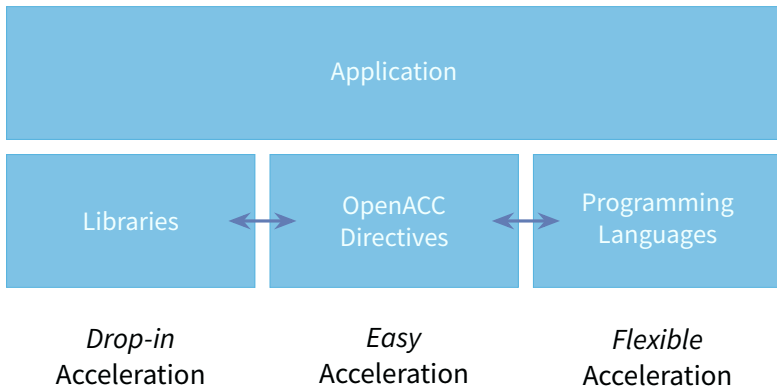 Application
Libraries
OpenACC
Directives
Programming
Languages
Drop-in
Acceleration
Easy
Acceleration
Flexible
Acceleration